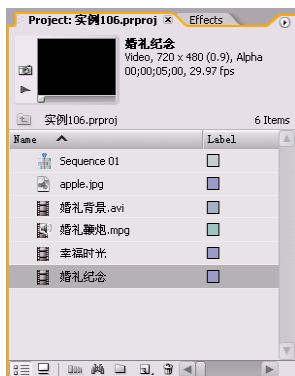 Project: 实例106.prproj × Effects
婚礼纪念
Video, 720 x 480 (0.9), Alpha
00;00;05;00, 29.97 fps
实例106.prproj 6 Items
Name Label
Sequence 01
apple.jpg
婚礼背景.avi
婚礼鞭炮.mpg
幸福时光
婚礼纪念